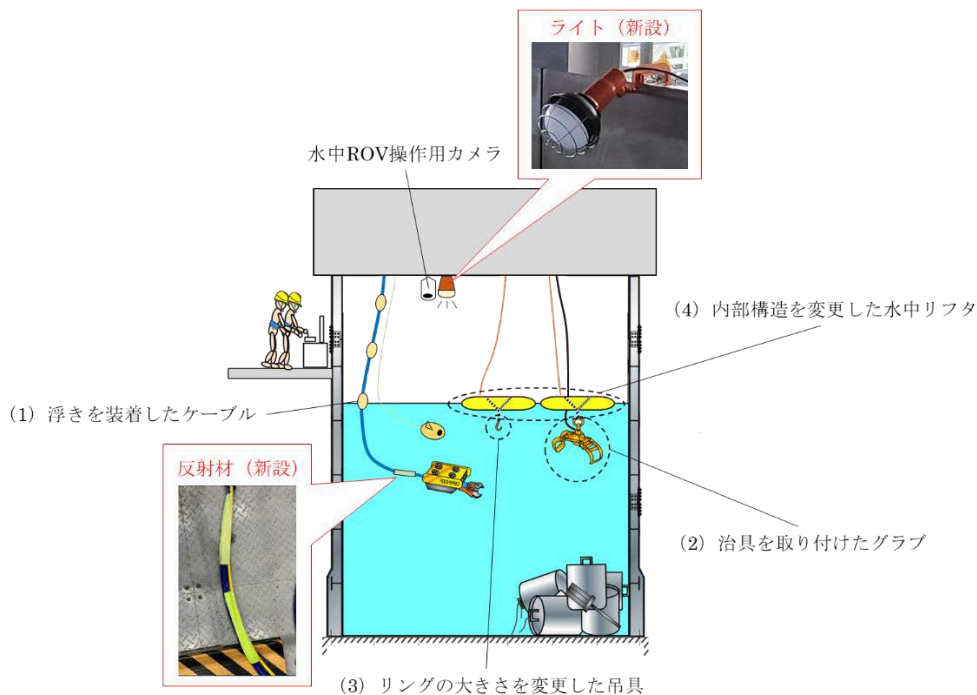 ライト（新設）
水中ROV操作用カメラ
（4）内部構造を変更した水中リフタ
（1）浮きを装着したケーブル
反射材（新設）
（2）治具を取り付けたグラブ
（3）リングの大きさを変更した吊具